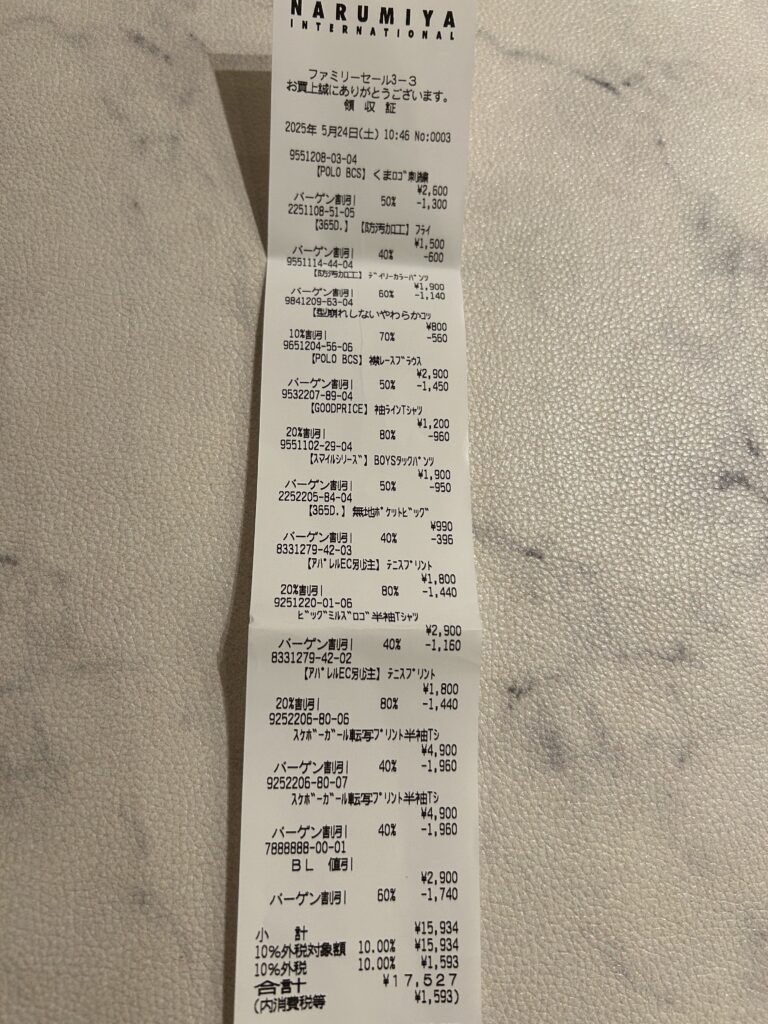 NARUMIYA
INTERNATIONAL
ファミリーセール3-3
お買上誠にありがとうございます。
領 収 証
2025年 5月24日(土) 10:46 No:0003
9551208-03-04
【POLO BCS】くまロゴ刺繍
¥2,600
バーゲン割引 50% -1,300
2251108-51-05
【365D.】【防汚加工】フライ
¥1,500
バーゲン割引 40% -600
9551114-44-04
【防汚加工】デイリーカラーパンツ
¥1,900
バーゲン割引 60% -1,140
9841209-63-04
【型崩れしないやわらかコッ
¥800
10%割引 70% -560
9651204-56-06
【POLO BCS】襟レースブラウス
¥2,900
バーゲン割引 50% -1,450
9532207-89-04
【GOODPRICE】袖ラインTシャツ
¥1,200
20%割引 80% -960
9551102-29-04
【スマイルシリーズ】BOYSタックパンツ
¥1,900
バーゲン割引 50% -950
2252205-84-04
【365D.】無地ポケットビッグ
¥990
バーゲン割引 40% -396
8331279-42-03
【アパレルEC別注】テニスプリント
¥1,800
20%割引 80% -1,440
9251220-01-06
ビッグミルズロゴ半袖Tシャツ
¥2,900
バーゲン割引 40% -1,160
8331279-42-02
【アパレルEC別注】テニスプリント
¥1,800
20%割引 80% -1,440
9252206-80-06
スケボーガール転写プリント半袖Tシ
¥4,900
バーゲン割引 40% -1,960
9252206-80-07
スケボーガール転写プリント半袖Tシ
¥4,900
バーゲン割引 40% -1,960
7888888-00-01
BL 値引
¥2,900
バーゲン割引 60% -1,740
小 計 ¥15,934
10%外税対象額 10.00% ¥15,934
10%外税 10.00% ¥1,593
合計 ¥17,527
(内消費税等 ¥1,593)